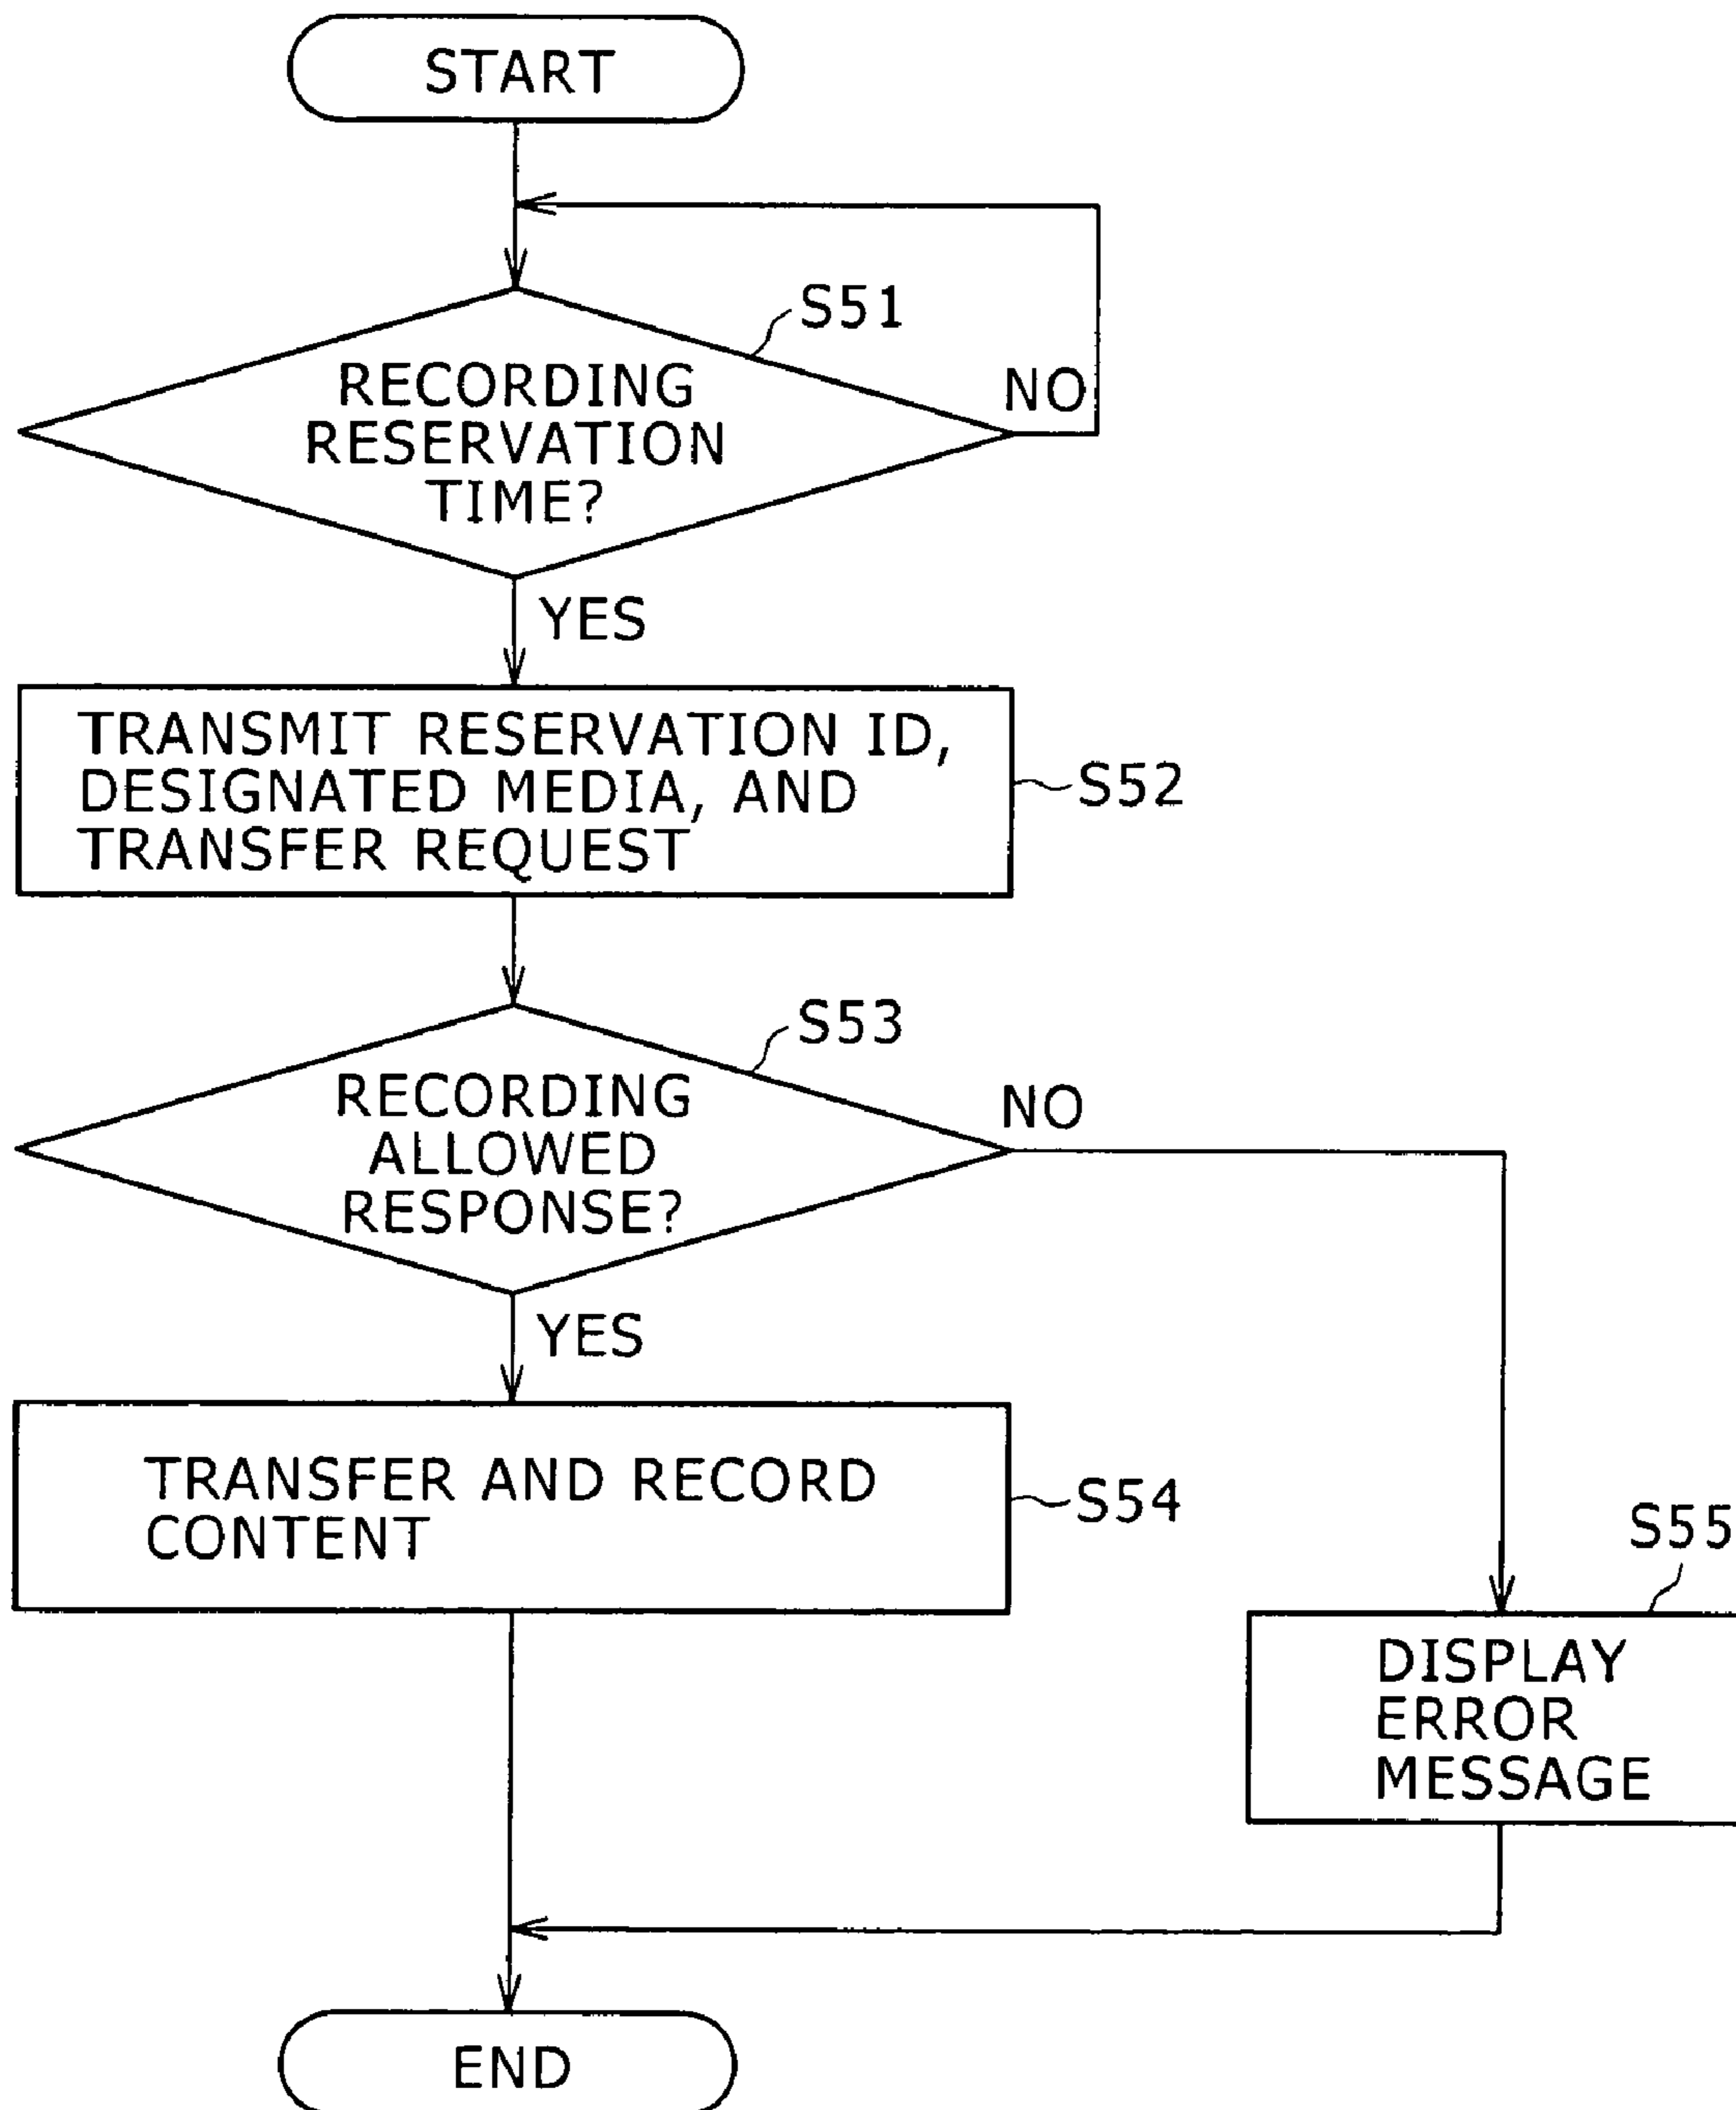 START
S51
RECORDING
RESERVATION
TIME?
NO
YES
TRANSMIT RESERVATION ID,
DESIGNATED MEDIA, AND
TRANSFER REQUEST
S52
S53
RECORDING
ALLOWED
RESPONSE?
NO
YES
TRANSFER AND RECORD
CONTENT
S54
S55
DISPLAY
ERROR
MESSAGE
END